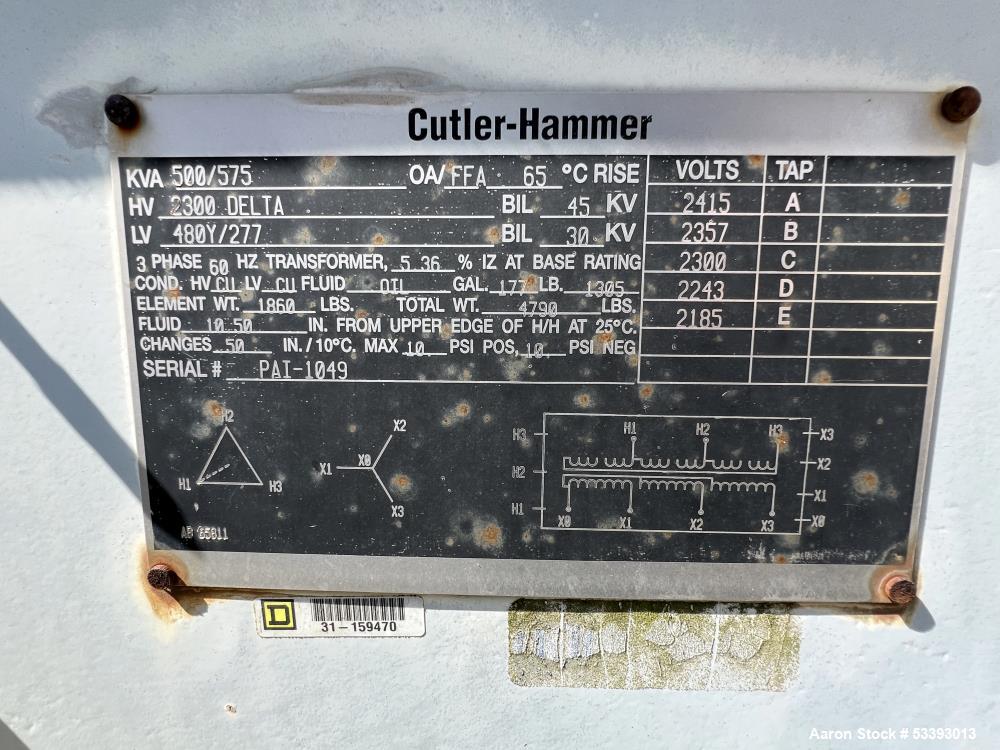 Cutler-Hammer
KVA 500/575 OA/FFA 65 °C RISE
HV 2300 DELTA BIL 45 KV
LV 480Y/277 BIL 30 KV
3 PHASE 60 HZ TRANSFORMER, 5.36 % IZ AT BASE RATING
COND. HV CU LV CU FLUID OIL GAL. 177 LB. 1305
ELEMENT WT. 1860 LBS. TOTAL WT. 4790 LBS.
FLUID 10.50 IN. FROM UPPER EDGE OF H/H AT 25°C.
CHANGES .50 IN./10°C. MAX 10 PSI POS, 10 PSI NEG
SERIAL # PAI-1049
VOLTS TAP
2415 A
2357 B
2300 C
2243 D
2185 E
H2
H1 H3
X2
X1 X0
X3
H1 H2 H3
H3 X3
H2 X2
X1
H1 X0
X0 X1 X2 X3
31-159470
Aaron Stock # 53393013